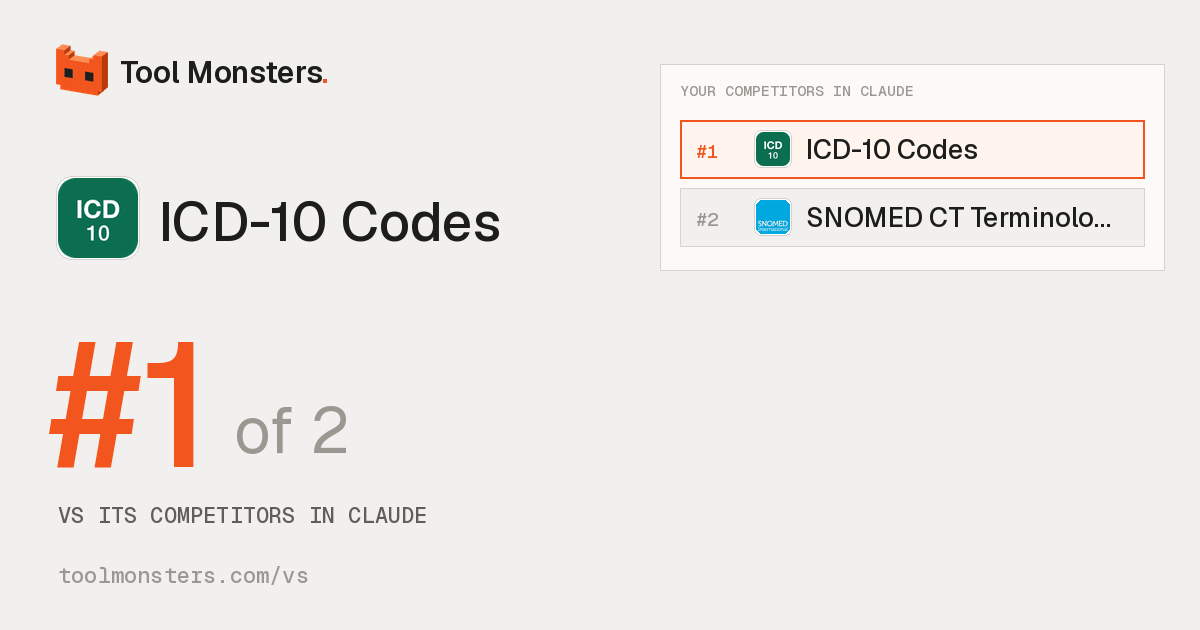 Tool Monsters.
ICD
10
ICD-10 Codes
#1 of 2
VS ITS COMPETITORS IN CLAUDE
toolmonsters.com/vs
YOUR COMPETITORS IN CLAUDE
#1 ICD 10 ICD-10 Codes
#2 SNOMED SNOMED CT Terminolo...